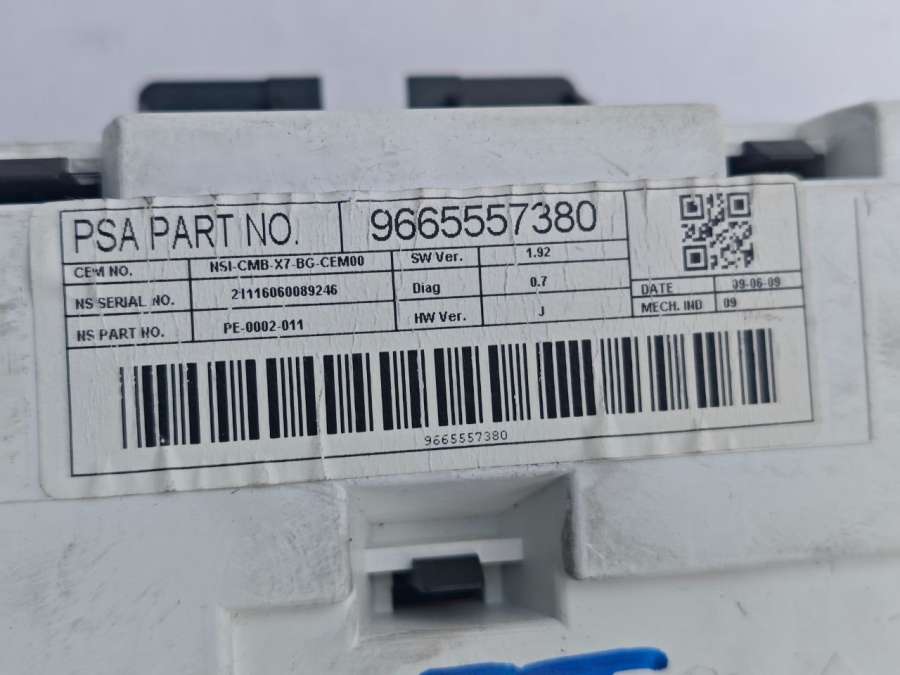 PSA PART NO. 9665557380
CEM NO. NSI-CMB-X7-BG-CEM00 SW Ver. 1.92
NS SERIAL NO. 21116060089246 Diag 0.7 DATE 09-06-09
NS PART NO. PE-0002-011 HW Ver. J MECH. IND 09
9665557380